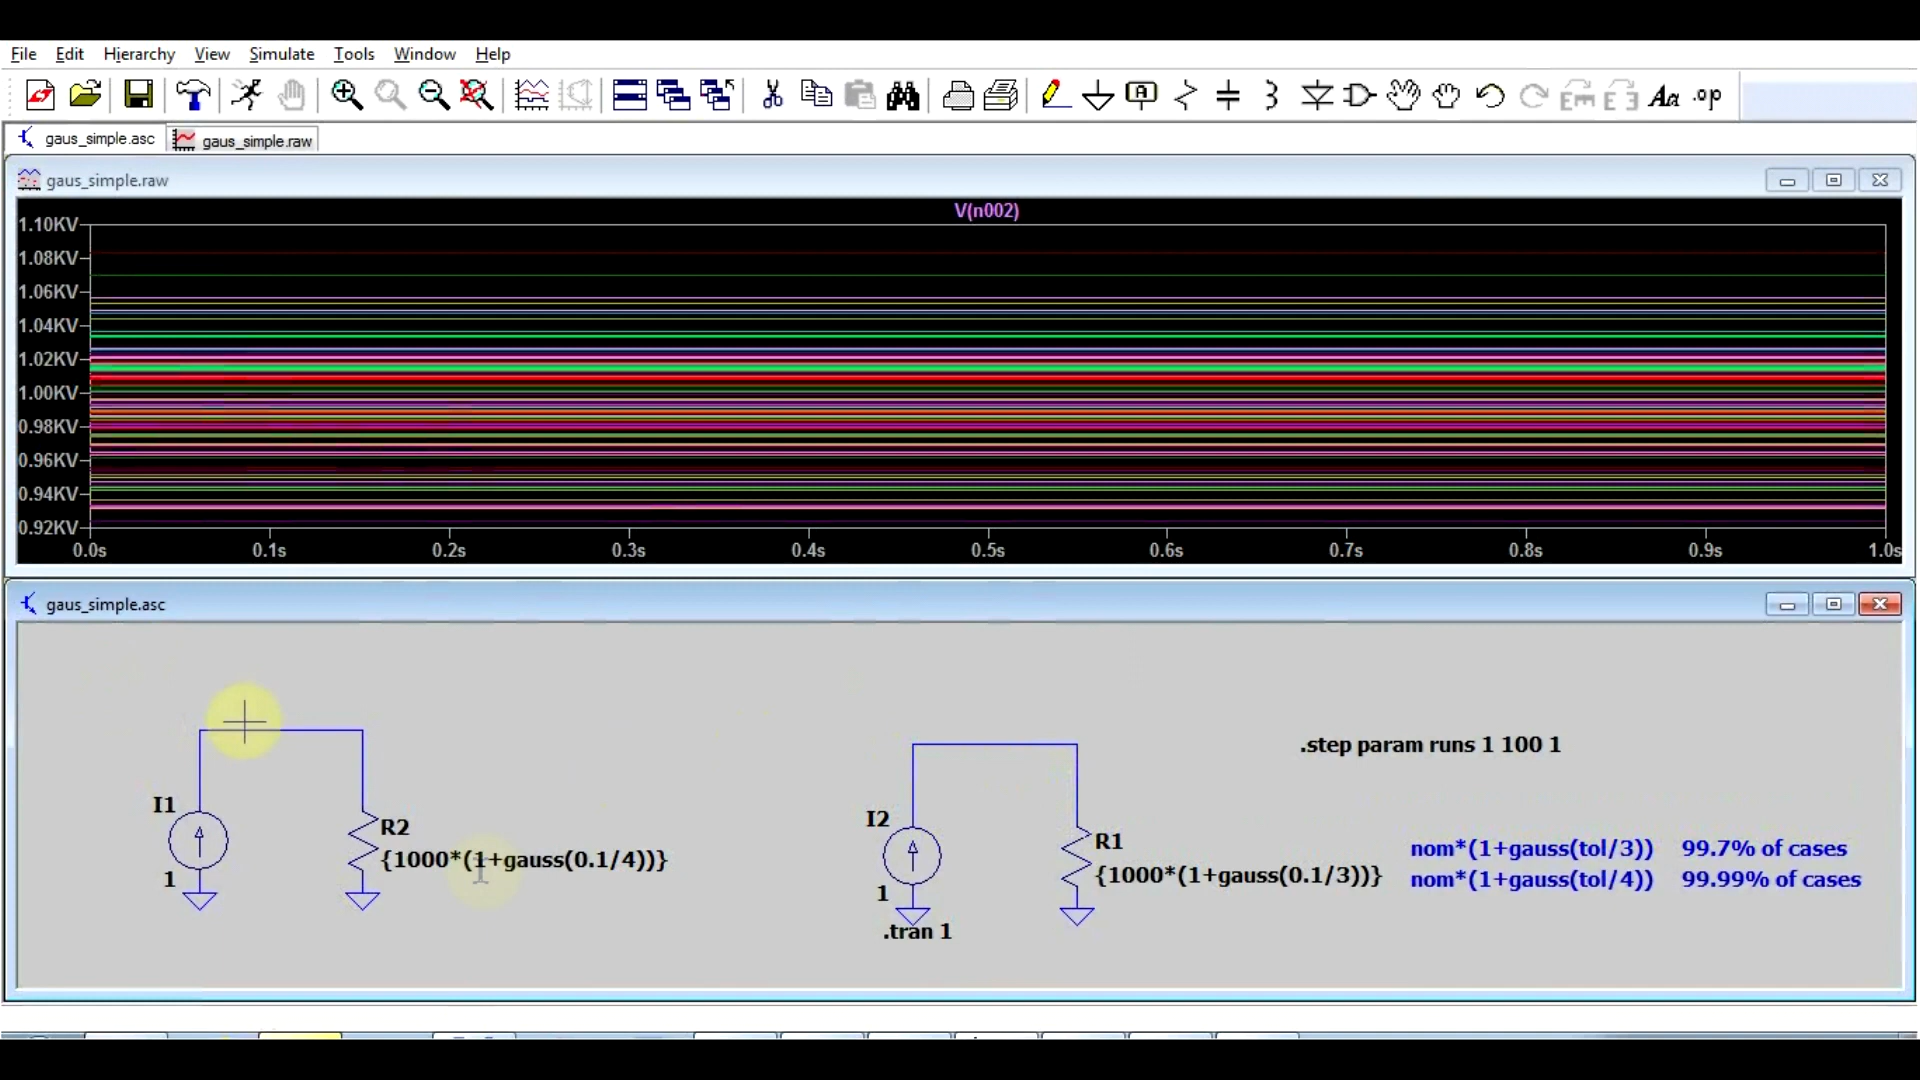 File Edit Hierarchy View Simulate Tools Window Help
A Aa .op
gaus_simple.asc gaus_simple.raw
gaus_simple.raw
V(n002)
1.10KV
1.08KV
1.06KV
1.04KV
1.02KV
1.00KV
0.98KV
0.96KV
0.94KV
0.92KV
0.0s 0.1s 0.2s 0.3s 0.4s 0.5s 0.6s 0.7s 0.8s 0.9s 1.0s
gaus_simple.asc
.step param runs 1 100 1
I1
R2
{1000*(1+gauss(0.1/4))}
1
I2
R1
{1000*(1+gauss(0.1/3))}
1
.tran 1
nom*(1+gauss(tol/3)) 99.7% of cases
nom*(1+gauss(tol/4)) 99.99% of cases